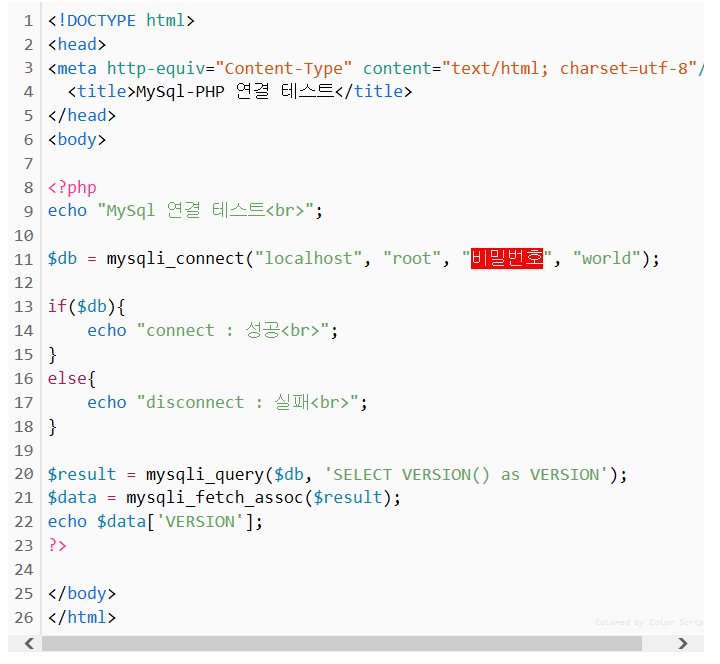 1 <!DOCTYPE html>
2 <head>
3 <meta http-equiv="Content-Type" content="text/html; charset=utf-8"/
4 <title>MySql-PHP 연결 테스트</title>
5 </head>
6 <body>
7
8 <?php
9 echo "MySql 연결 테스트<br>";
10
11 $db = mysqli_connect("localhost", "root", "비밀번호", "world");
12
13 if($db){
14 echo "connect : 성공<br>";
15 }
16 else{
17 echo "disconnect : 실패<br>";
18 }
19
20 $result = mysqli_query($db, 'SELECT VERSION() as VERSION');
21 $data = mysqli_fetch_assoc($result);
22 echo $data['VERSION'];
23 ?>
24
25 </body>
26 </html>
Colored by Color Scrip